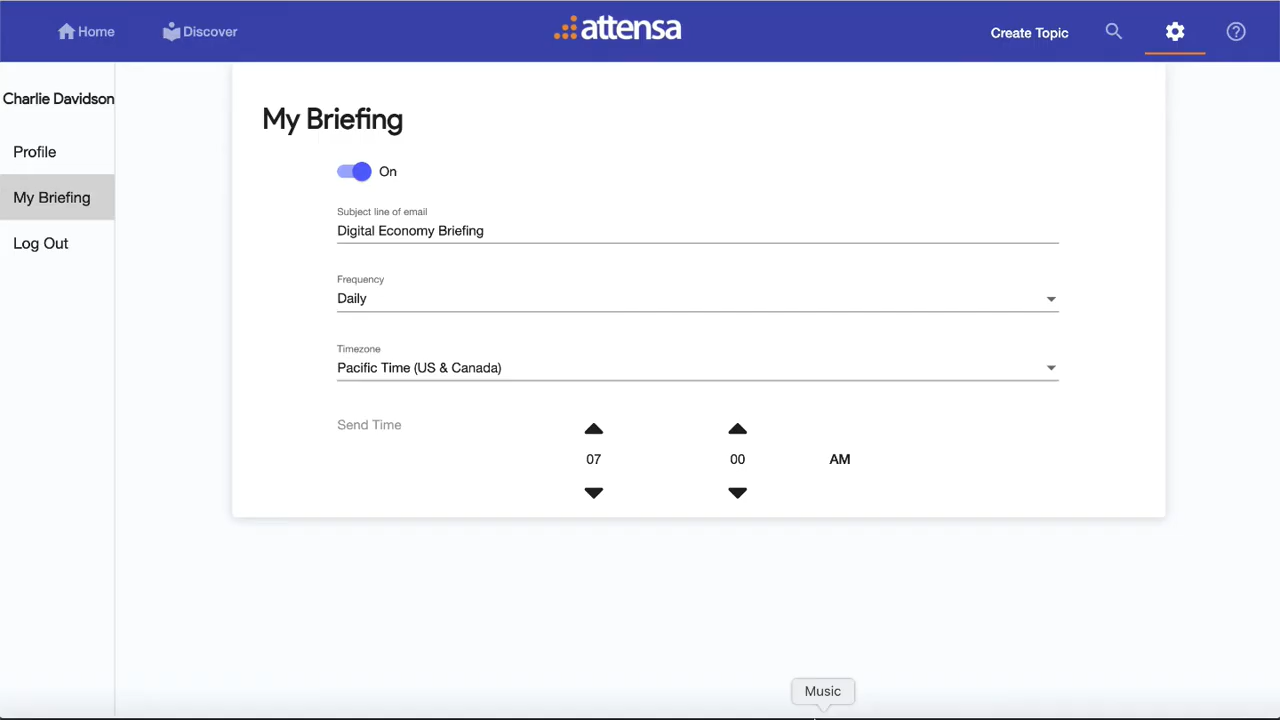 Home
Discover
attensa
Create Topic
Charlie Davidson
Profile
My Briefing
Log Out
My Briefing
On
Subject line of email
Digital Economy Briefing
Frequency
Daily
Timezone
Pacific Time (US & Canada)
Send Time
07
00
AM
Music